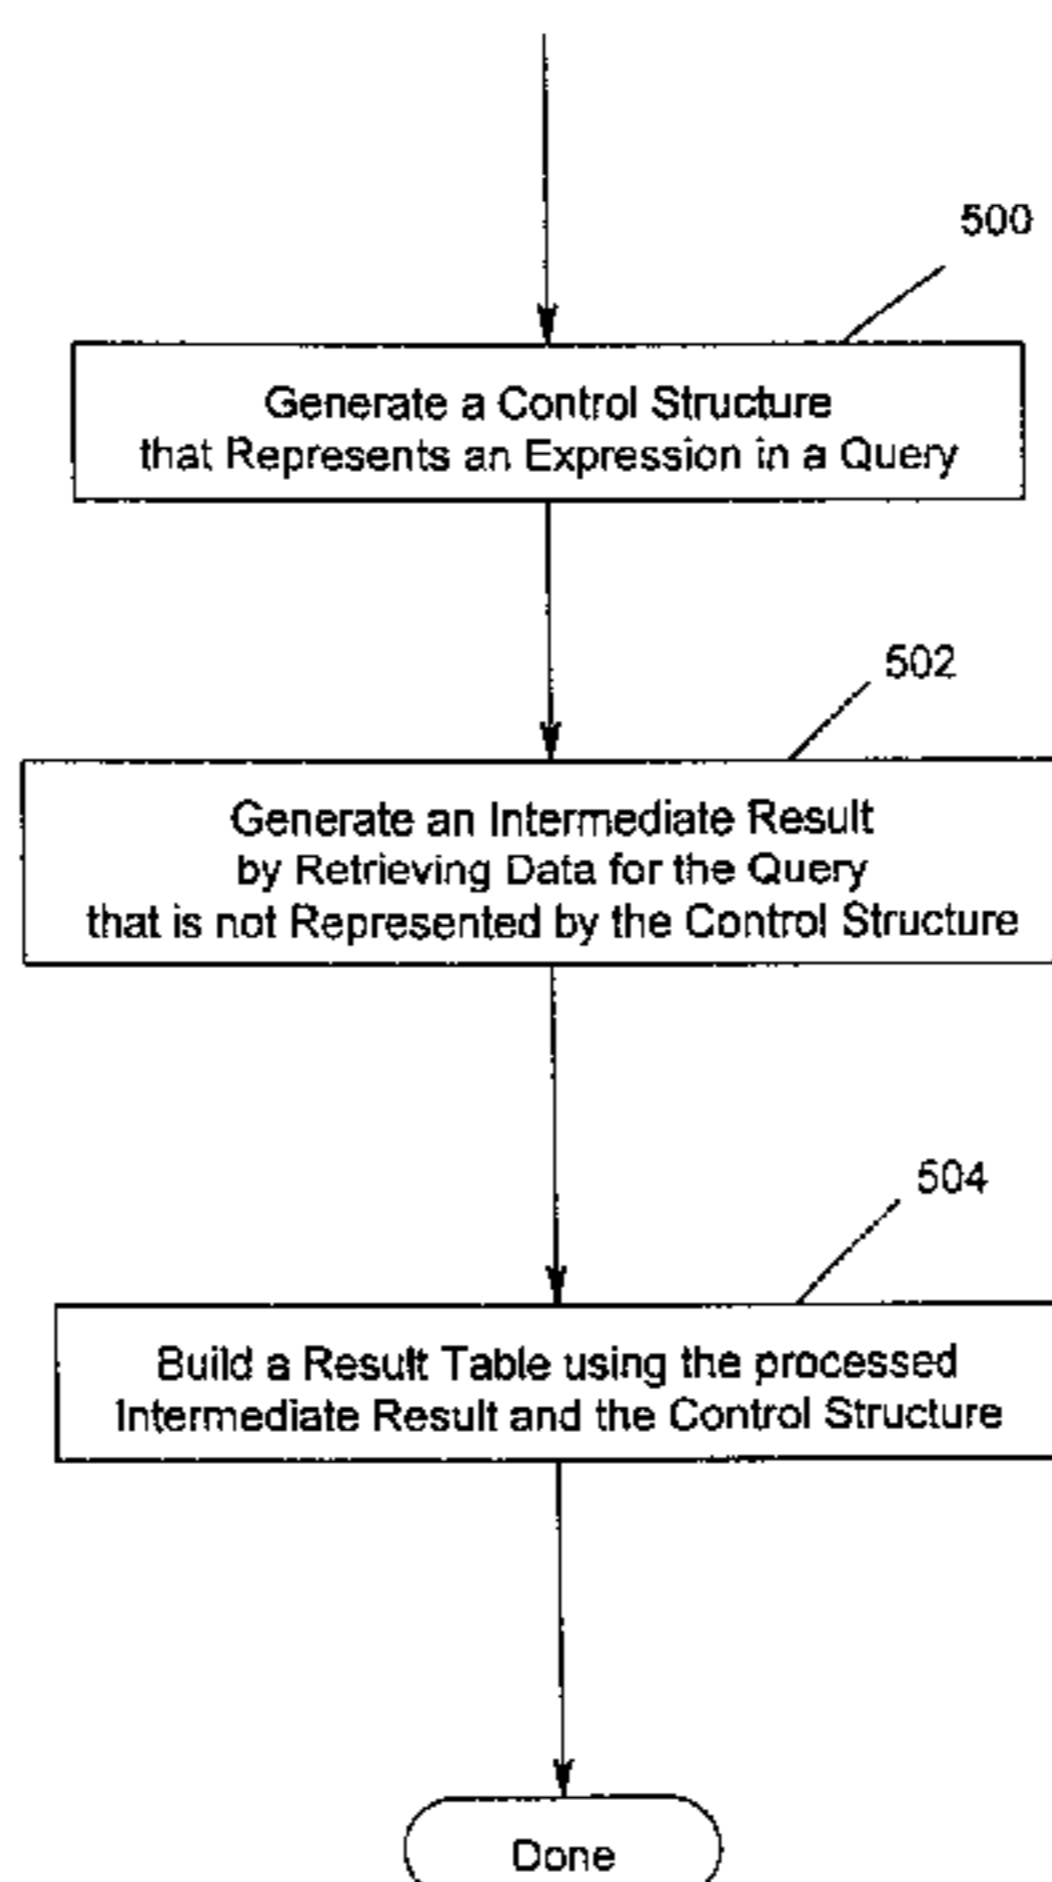 500
Generate a Control Structure
that Represents an Expression in a Query
502
Generate an Intermediate Result
by Retrieving Data for the Query
that is not Represented by the Control Structure
504
Build a Result Table using the processed
Intermediate Result and the Control Structure
Done